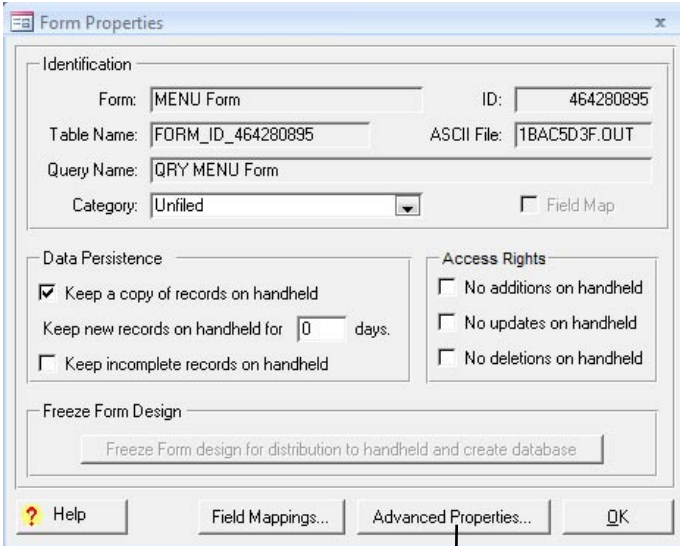 Form Properties
x
Identification
Form: MENU Form ID: 464280895
Table Name: FORM_ID_464280895 ASCII File: 1BAC5D3F.OUT
Query Name: QRY MENU Form
Category: Unfiled Field Map
Data Persistence
Keep a copy of records on handheld
Keep new records on handheld for 0 days.
Keep incomplete records on handheld
Access Rights
No additions on handheld
No updates on handheld
No deletions on handheld
Freeze Form Design
Freeze Form design for distribution to handheld and create database
? Help Field Mappings... Advanced Properties... OK